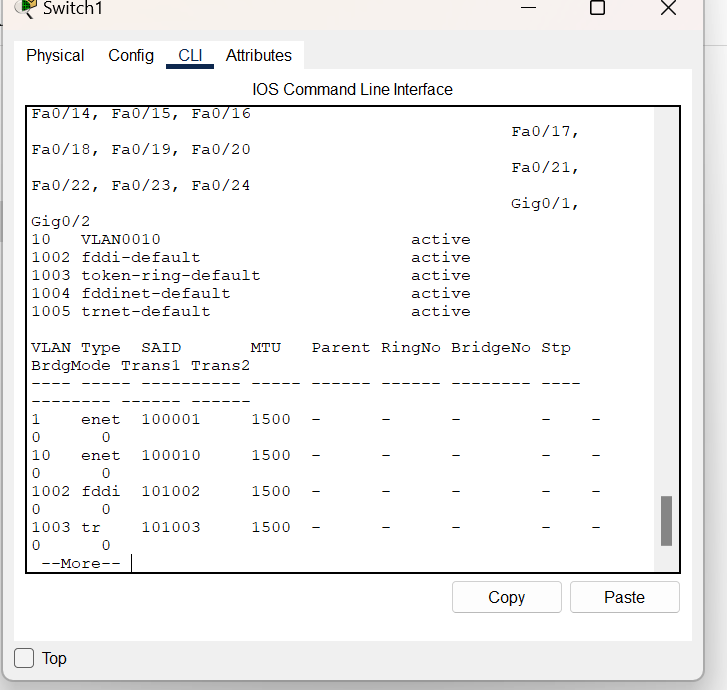 Switch1
Physical Config CLI Attributes
IOS Command Line Interface
Fa0/14, Fa0/15, Fa0/16
Fa0/17,
Fa0/18, Fa0/19, Fa0/20
Fa0/21,
Fa0/22, Fa0/23, Fa0/24
Gig0/1,
Gig0/2
10 VLAN0010 active
1002 fddi-default active
1003 token-ring-default active
1004 fddinet-default active
1005 trnet-default active
VLAN Type SAID MTU Parent RingNo BridgeNo Stp
BrdgMode Trans1 Trans2
---- ----- ---------- ----- ------ ------ -------- ----
-------- ------ ------
1 enet 100001 1500 - - - - -
0 0
10 enet 100010 1500 - - - - -
0 0
1002 fddi 101002 1500 - - - - -
0 0
1003 tr 101003 1500 - - - - -
0 0
--More--
Copy Paste
Top